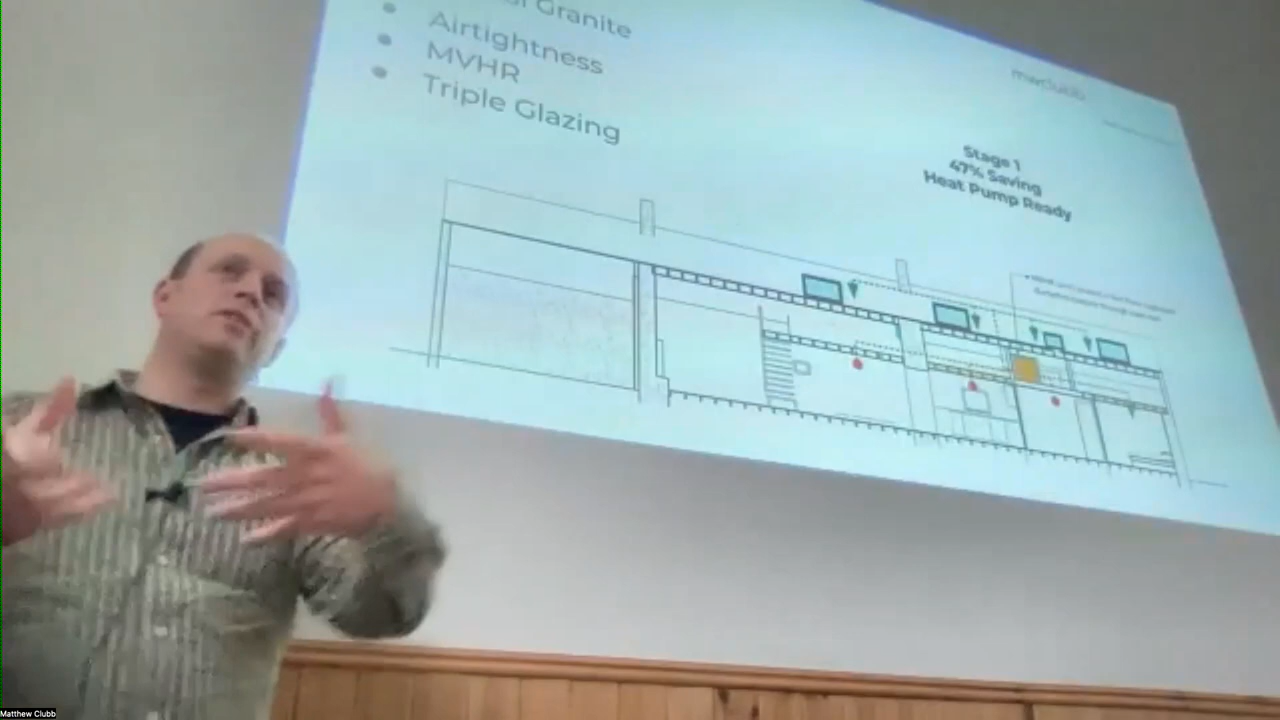 Granite
Airtightness
MVHR
Triple Glazing
Stage 1
47% Saving
Heat Pump Ready
Matthew Clubb